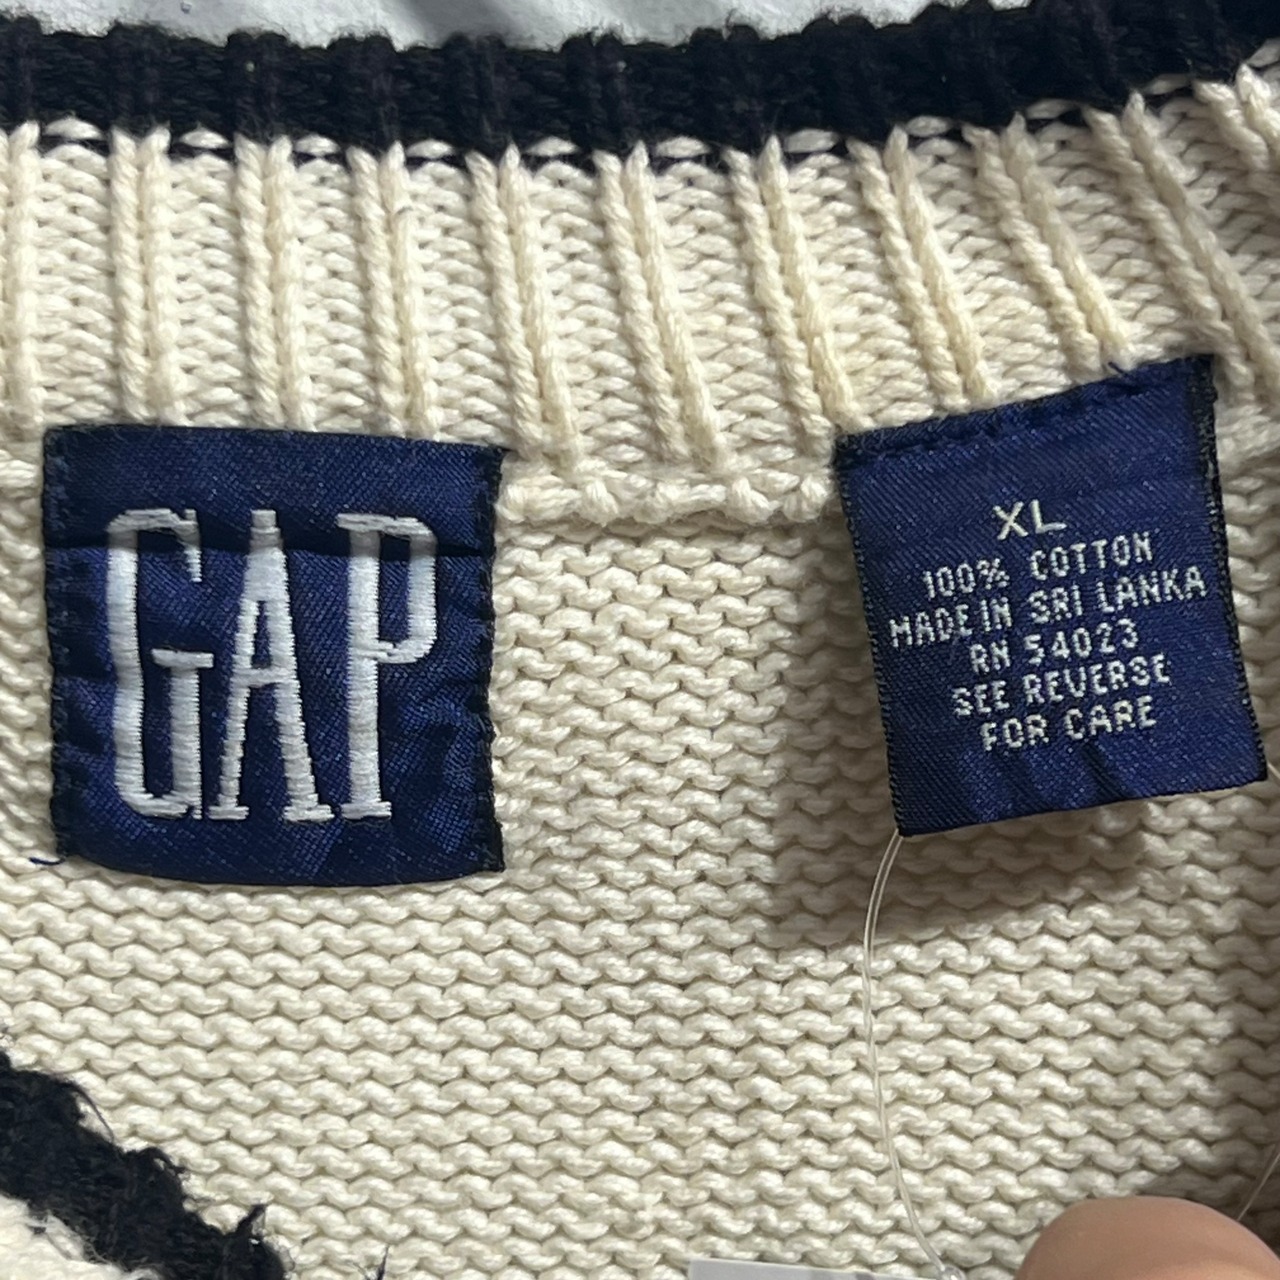 GAP
XL
100% COTTON
MADE IN SRI LANKA
RN 54023
SEE REVERSE
FOR CARE